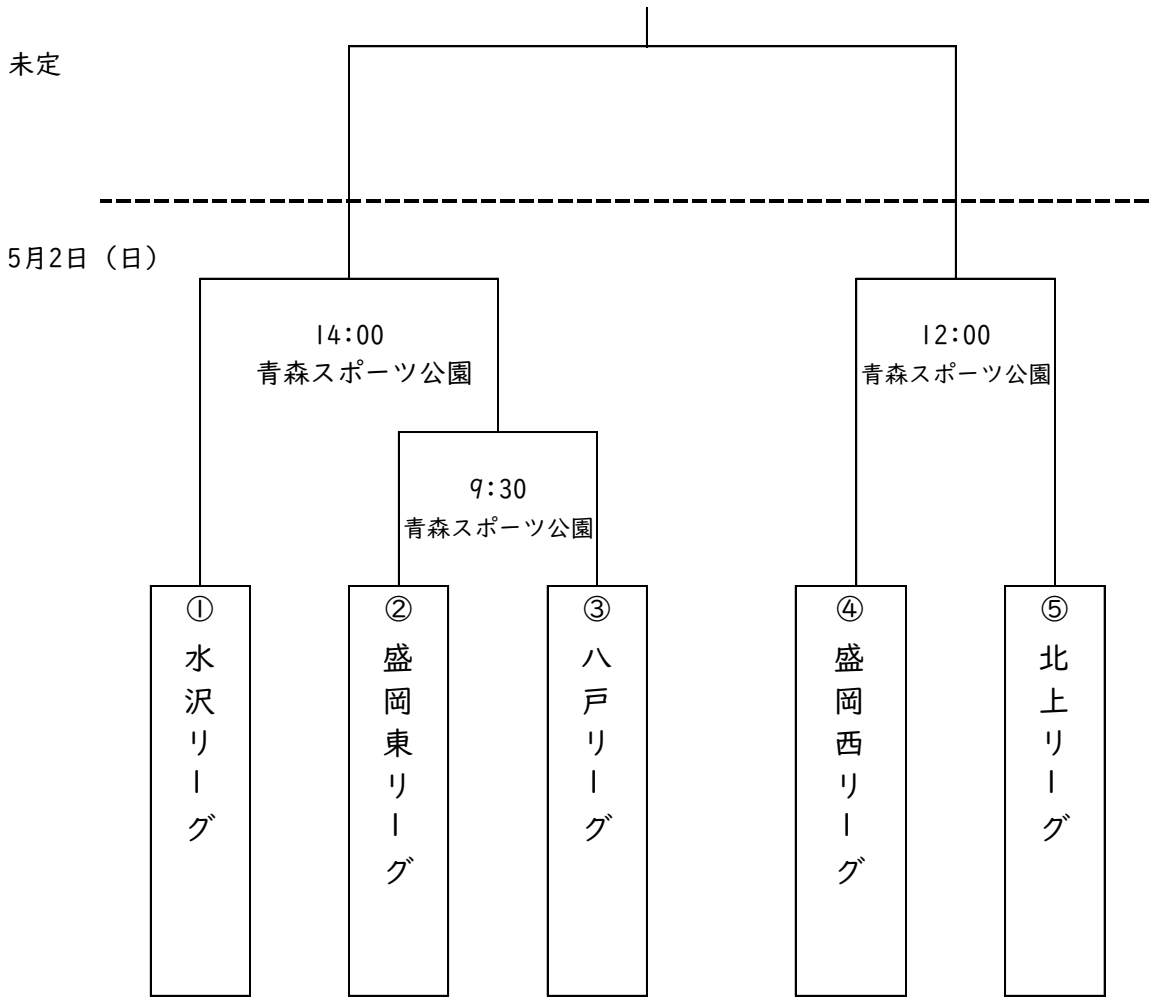 未定
5月2日（日）
14:00
青森スポーツ公園
12:00
青森スポーツ公園
9:30
青森スポーツ公園
①水沢リーグ
②盛岡東リーグ
③八戸リーグ
④盛岡西リーグ
⑤北上リーグ